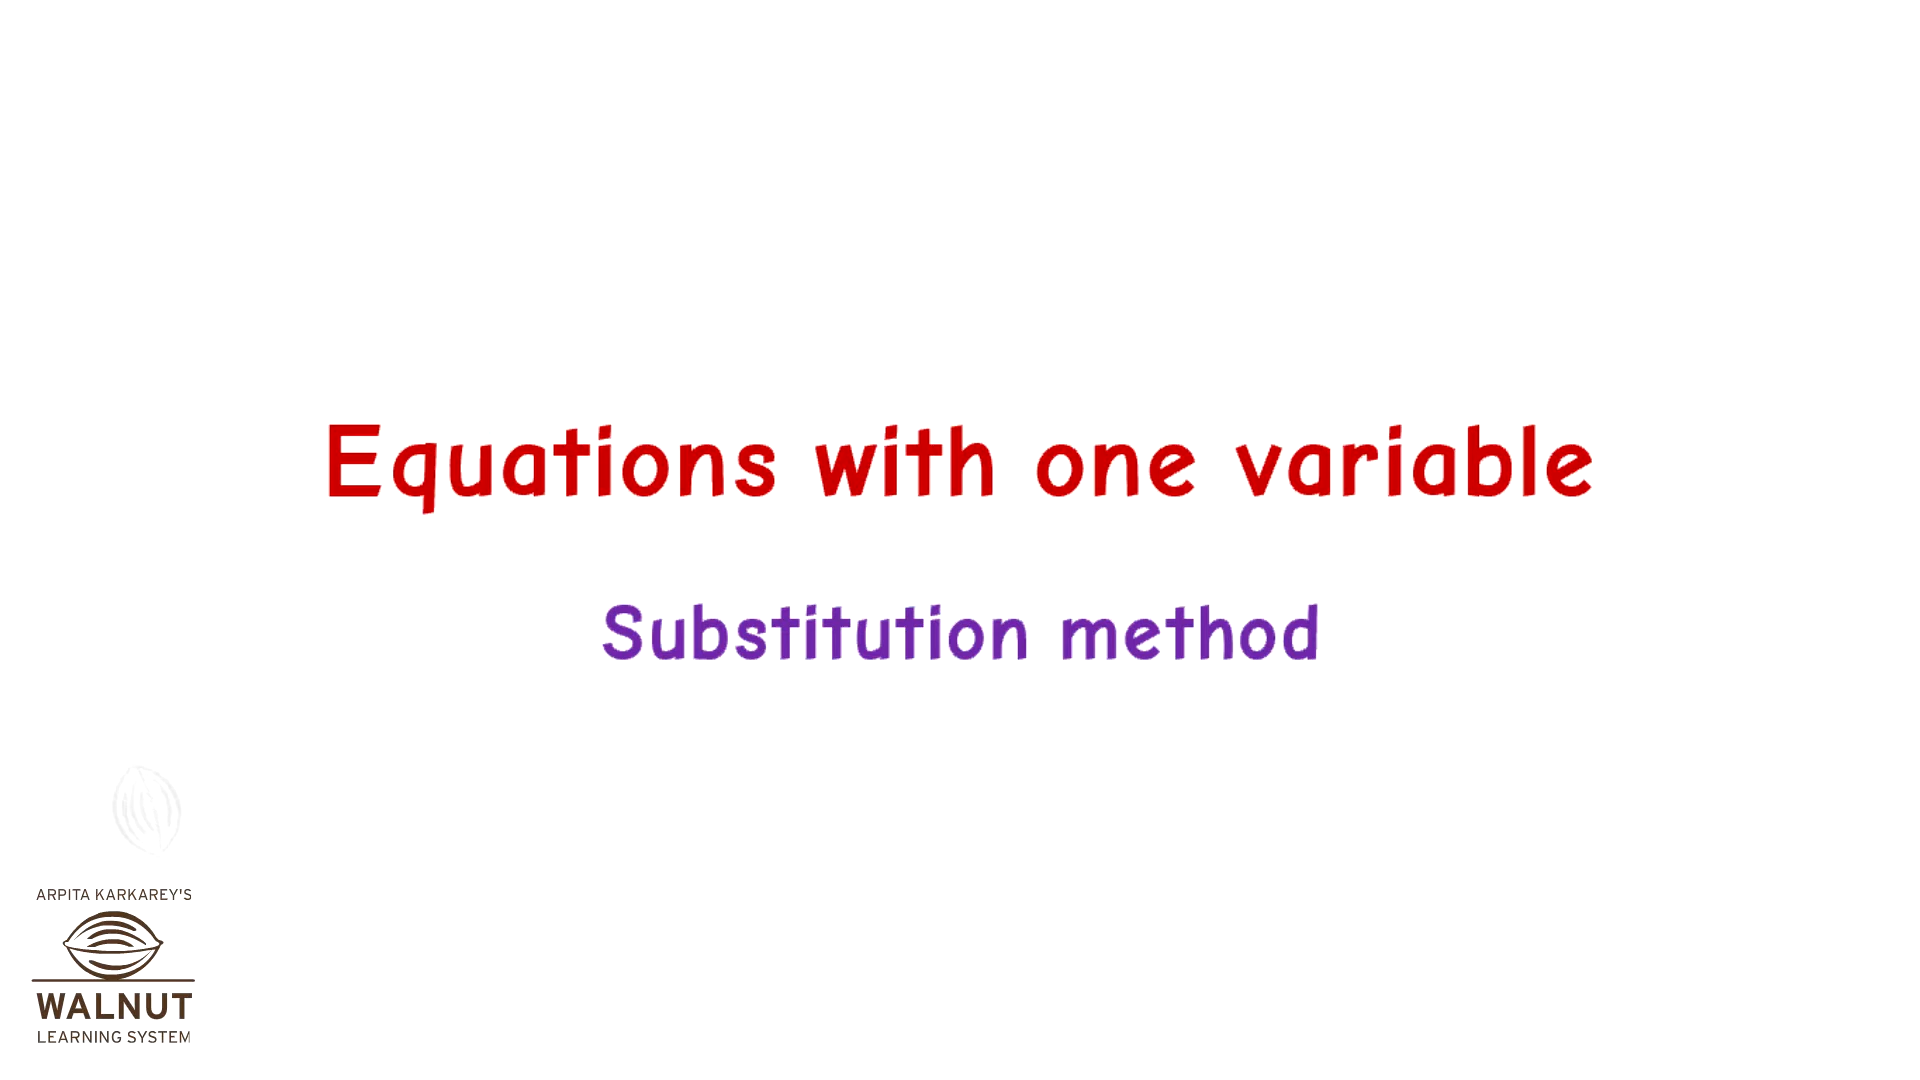 Equations with one variable
Substitution method
ARPITA KARKAREY'S
WALNUT
LEARNING SYSTEM